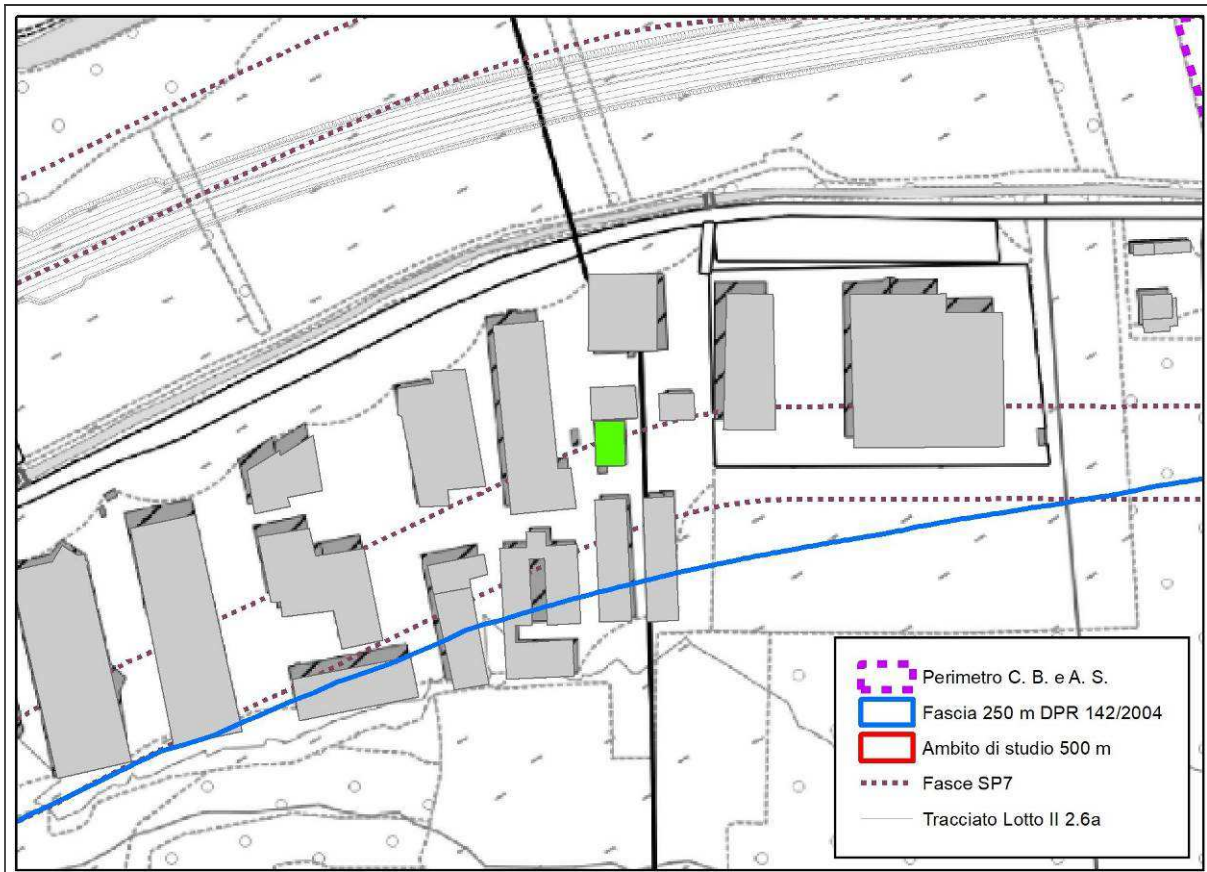 Perimetro C. B. e A. S.
Fascia 250 m DPR 142/2004
Ambito di studio 500 m
Fasce SP7
Tracciato Lotto II 2.6a